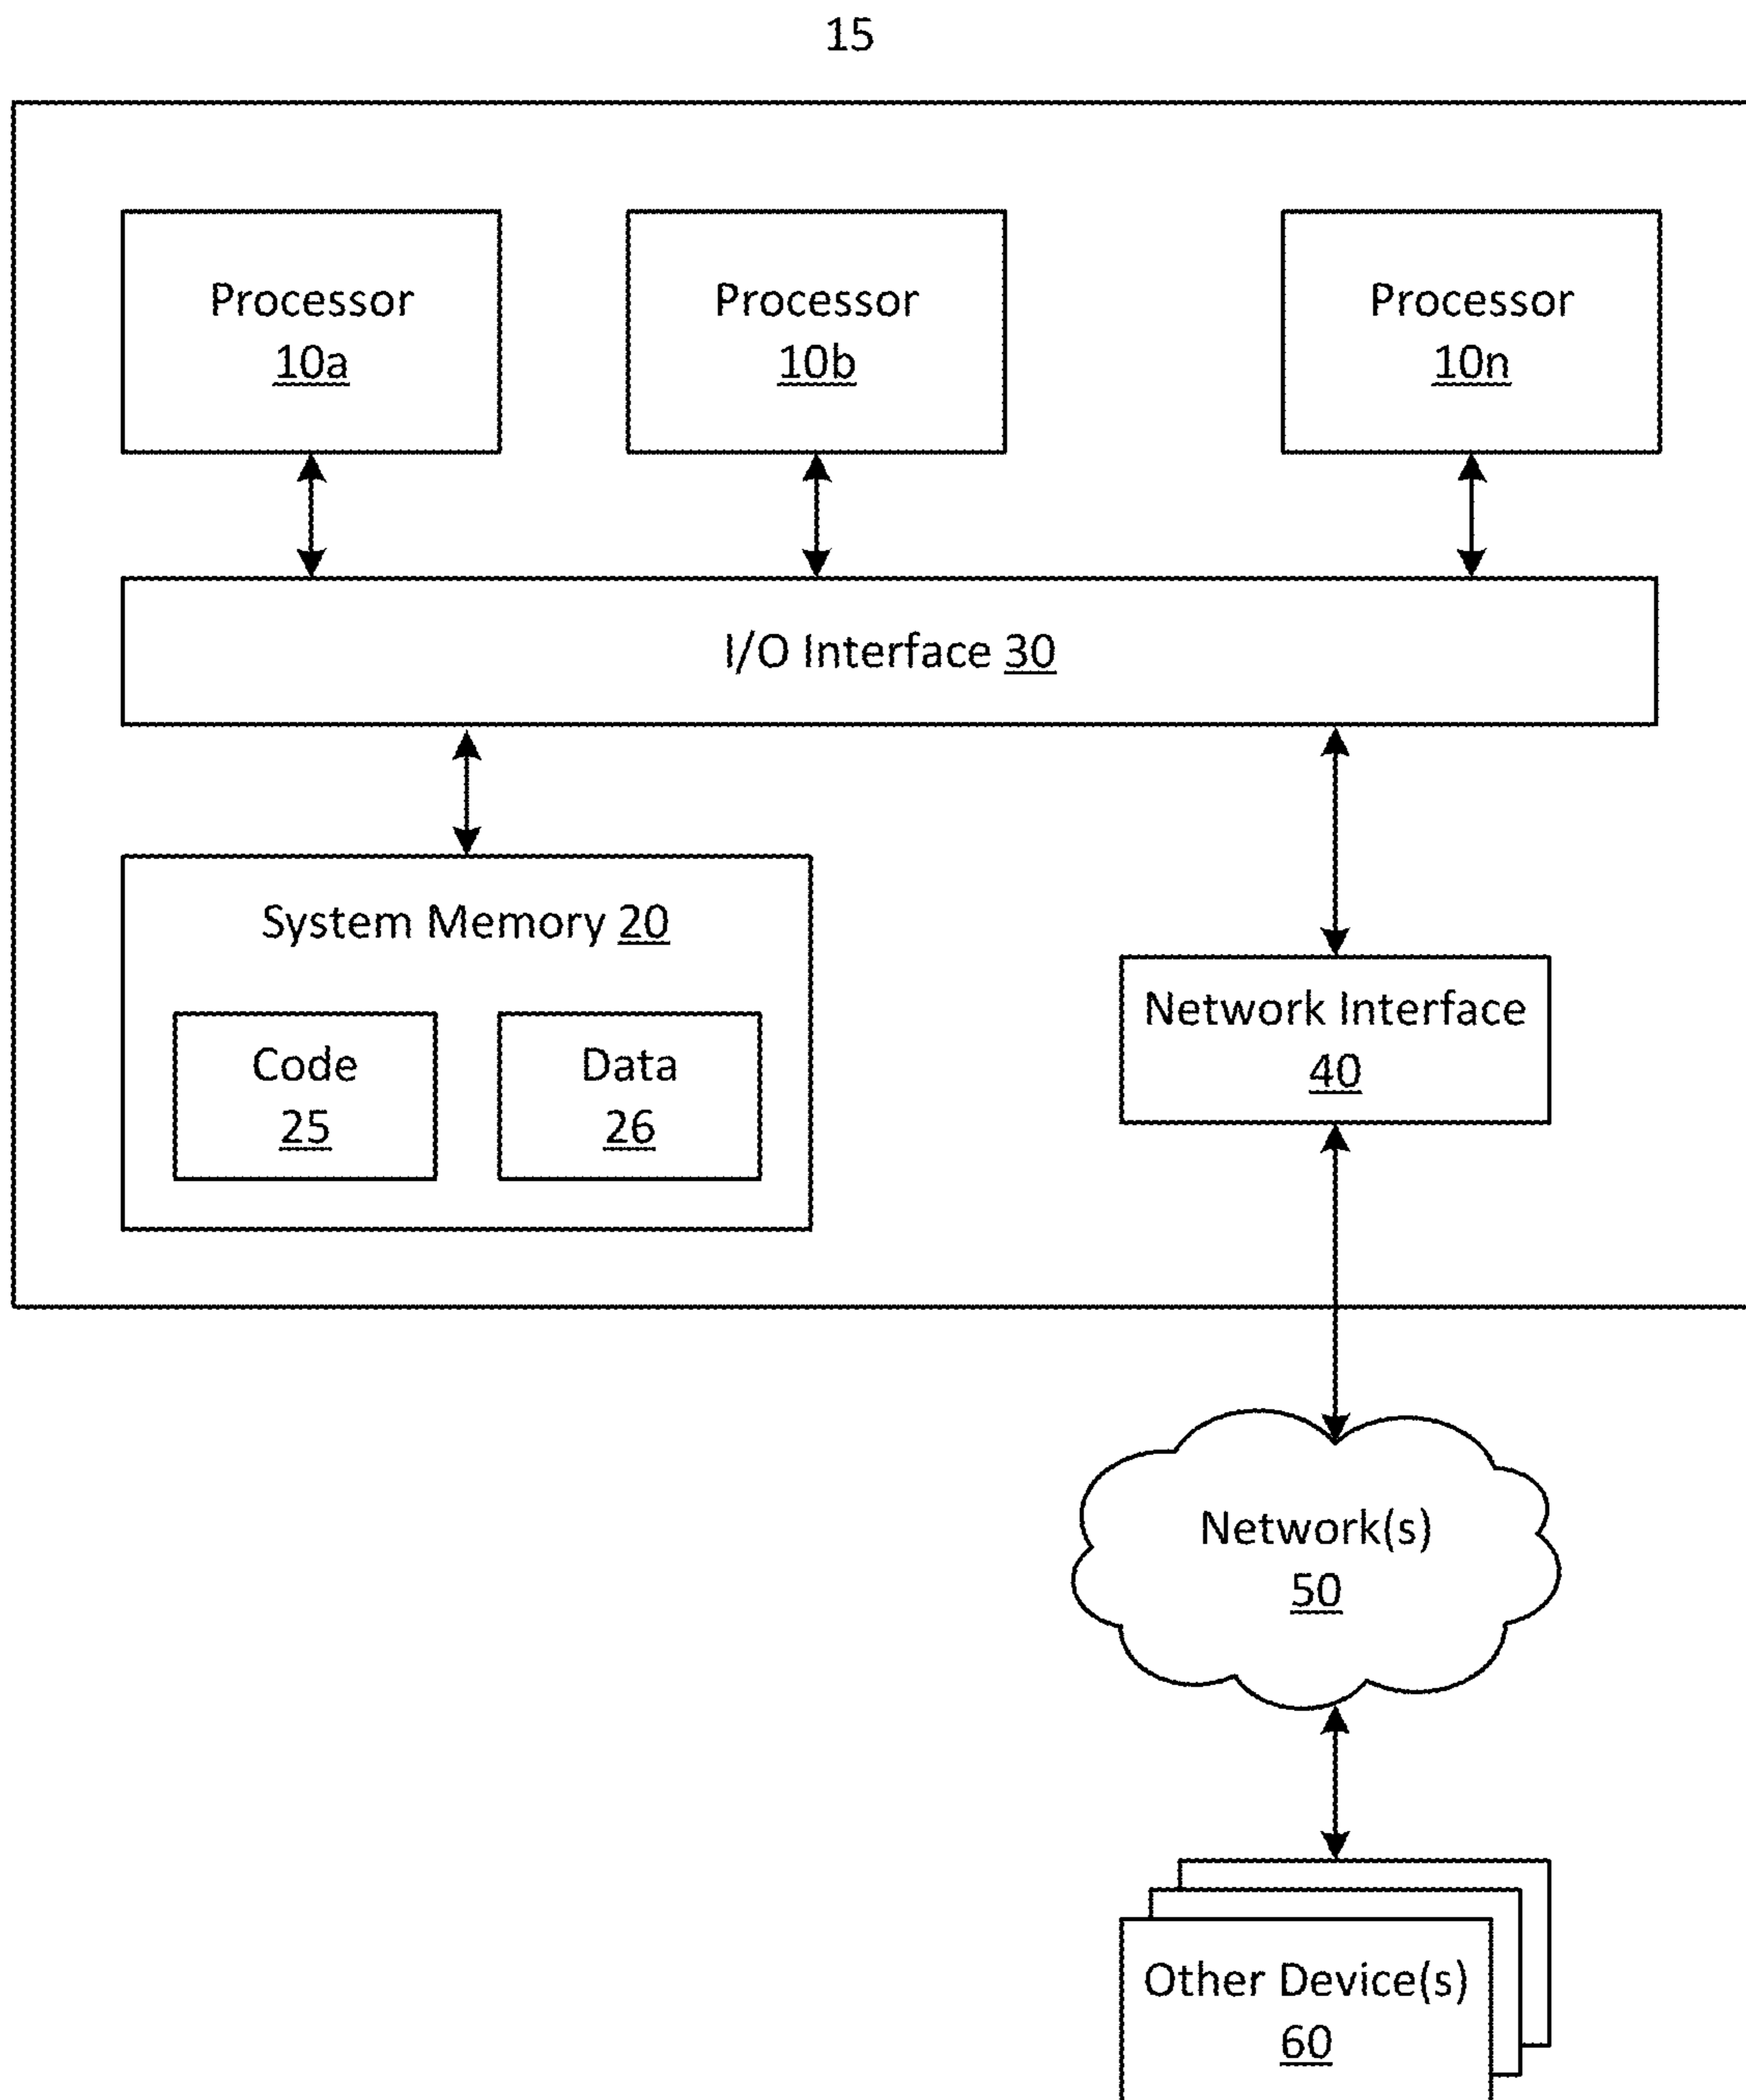 15
Processor
10a
Processor
10b
Processor
10n
I/O Interface 30
System Memory 20
Code
25
Data
26
Network Interface
40
Network(s)
50
Other Device(s)
60